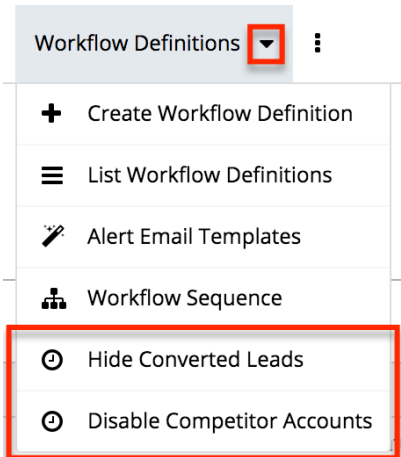 Workflow Definitions
Create Workflow Definition
List Workflow Definitions
Alert Email Templates
Workflow Sequence
Hide Converted Leads
Disable Competitor Accounts